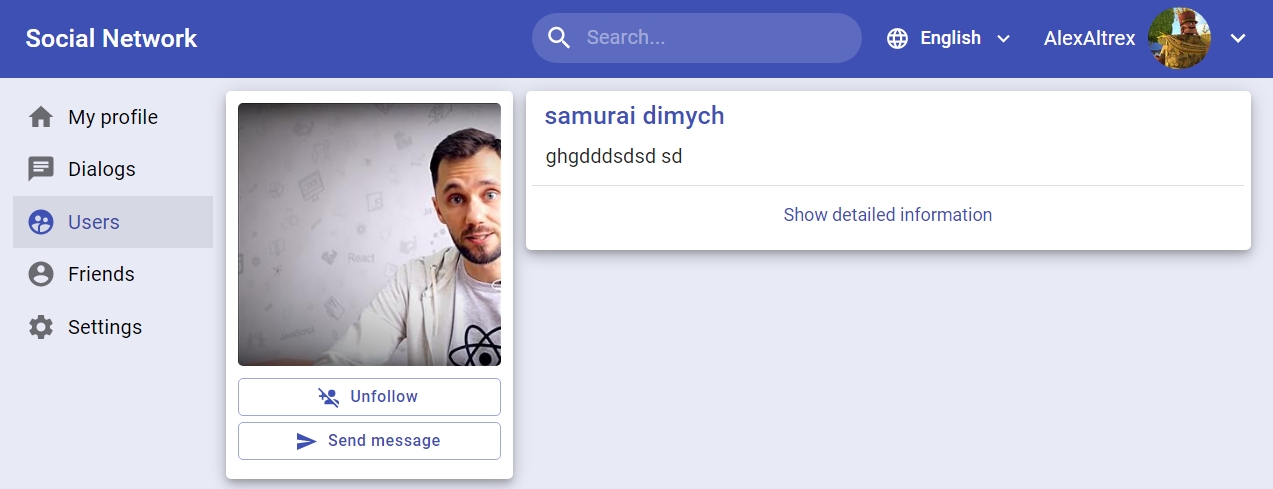 Social Network
Search...
English
AlexAltrex
My profile
Dialogs
Users
Friends
Settings
React
JavaScript
Unfollow
Send message
samurai dimych
ghgdddsdsd sd
Show detailed information